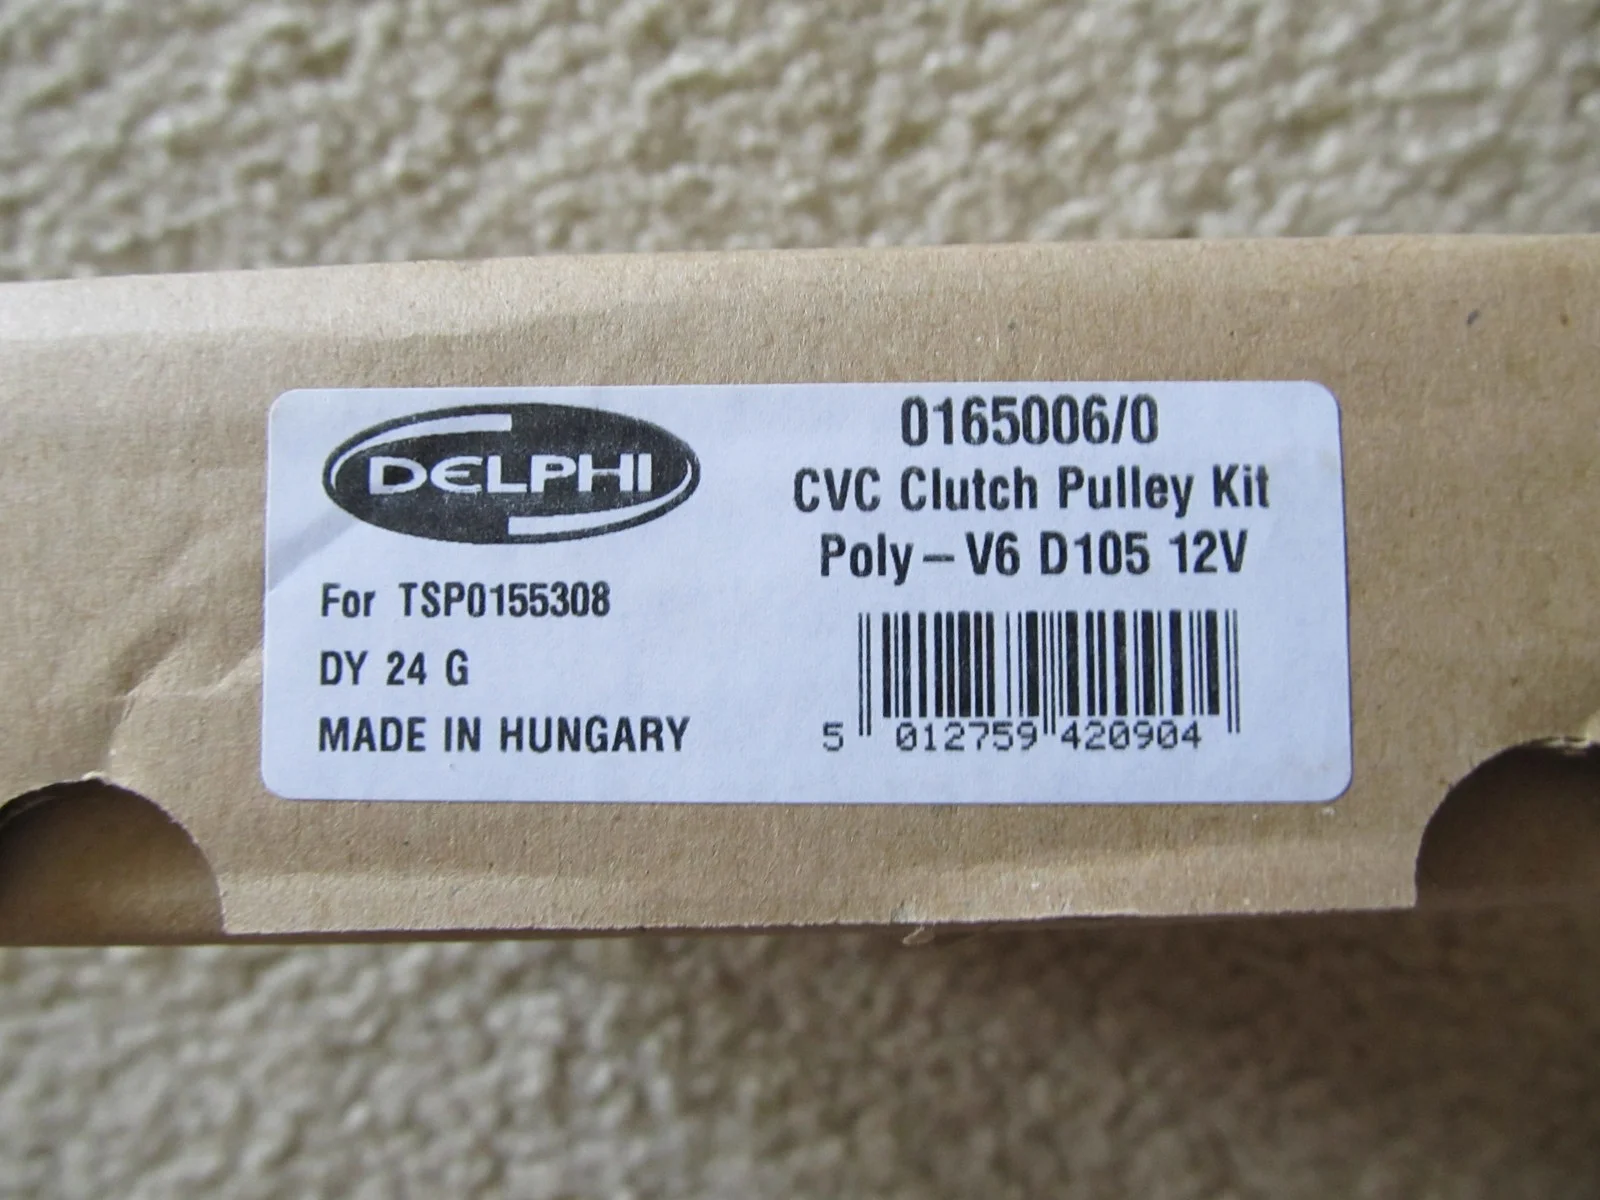 DELPHI
For TSP0155308
DY 24 G
MADE IN HUNGARY
0165006/0
CVC Clutch Pulley Kit
Poly – V6 D105 12V
5 012759 420904